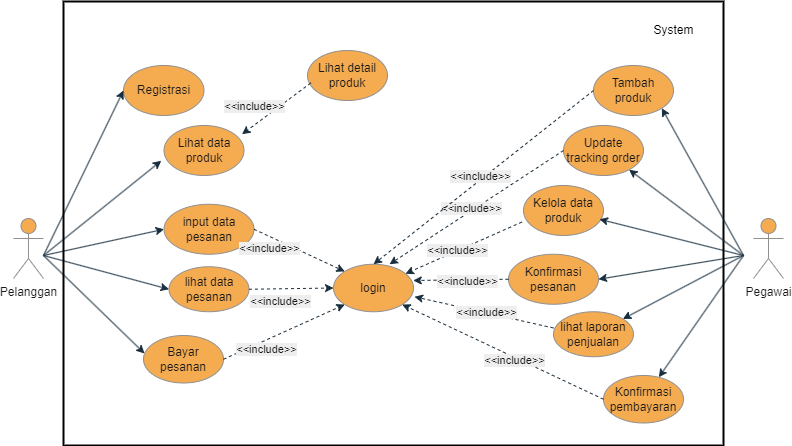 System
Lihat detail
produk
Registrasi
<<include>>
Lihat data
produk
Tambah
produk
Update
tracking order
<<include>>
<<include>>
Kelola data
produk
input data
pesanan
<<include>>
<<include>>
Pelanggan
Pegawai
lihat data
pesanan
<<include>>
login
<<include>>
Konfirmasi
pesanan
<<include>>
lihat laporan
penjualan
Bayar
pesanan
<<include>>
<<include>>
Konfirmasi
pembayaran